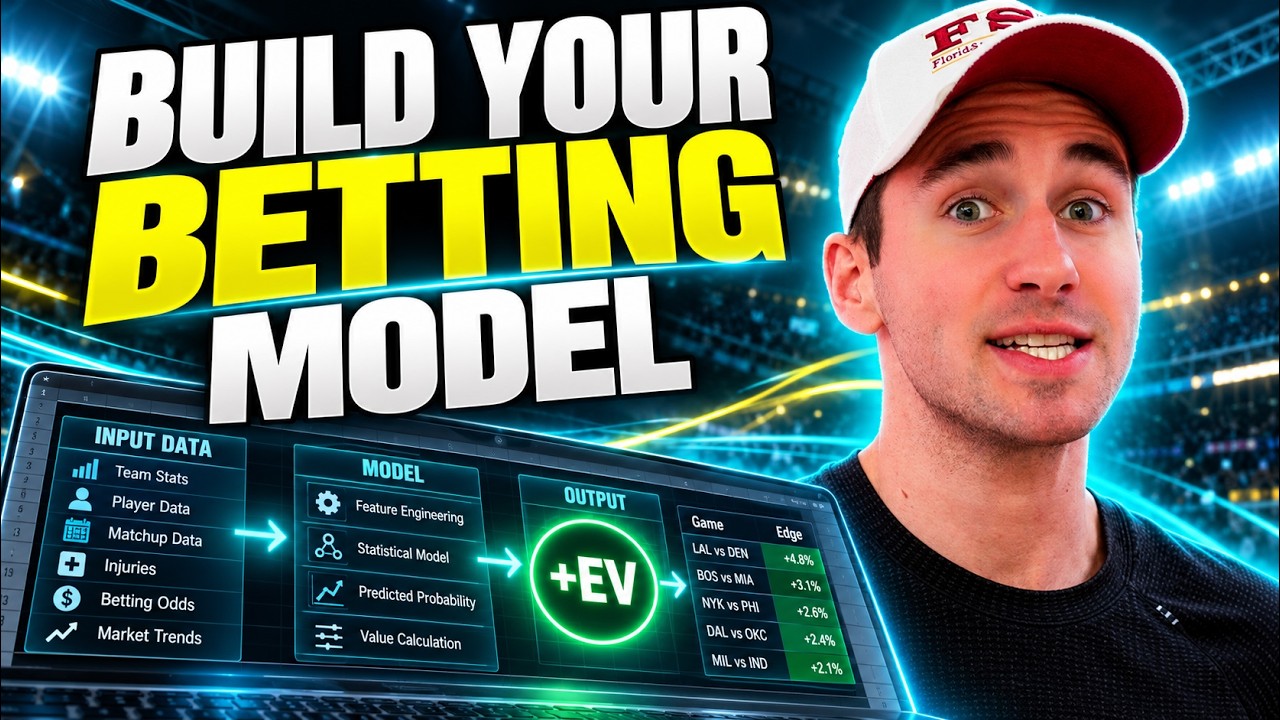 BUILD YOUR
BETTING
MODEL
FS
Florida
INPUT DATA
Team Stats
Player Data
Matchup Data
Injuries
Betting Odds
Market Trends
MODEL
Feature Engineering
Statistical Model
Predicted Probability
Value Calculation
OUTPUT
+EV
Game Edge
LAL vs DEN +4.8%
BOS vs MIA +3.1%
NYK vs PHI +2.6%
DAL vs OKC +2.4%
MIL vs IND +2.1%